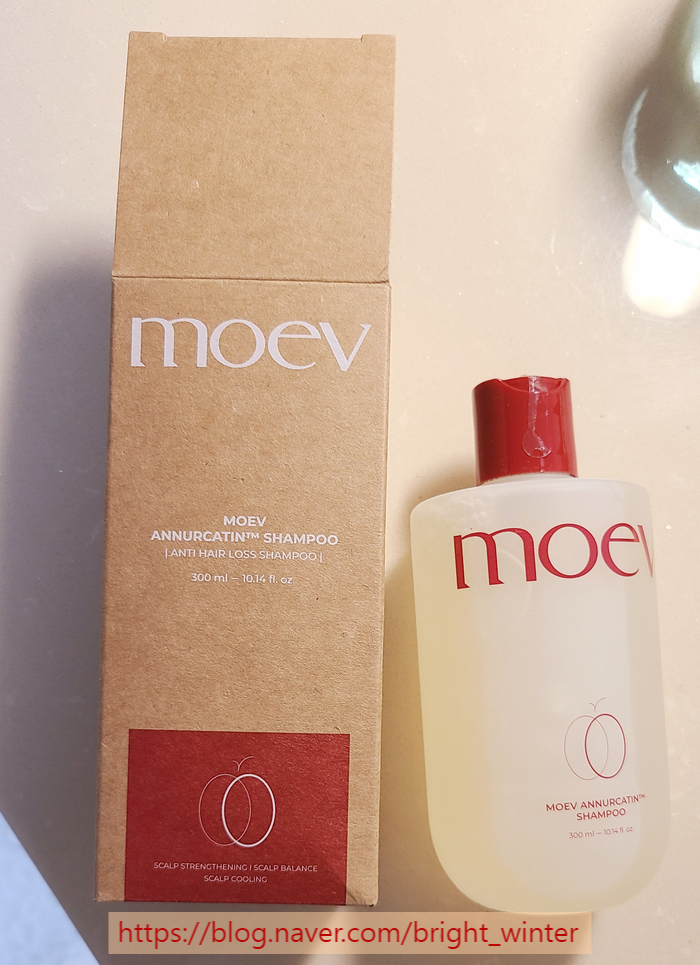 moev
MOEV
ANNURCATIN™ SHAMPOO
| ANTI HAIR LOSS SHAMPOO |
300 ml – 10.14 fl. oz.
SCALP STRENGTHENING | SCALP BALANCE
SCALP COOLING
moev
MOEV ANNURCATIN™
SHAMPOO
300 ml – 10.14 fl. oz.
https://blog.naver.com/bright_winter